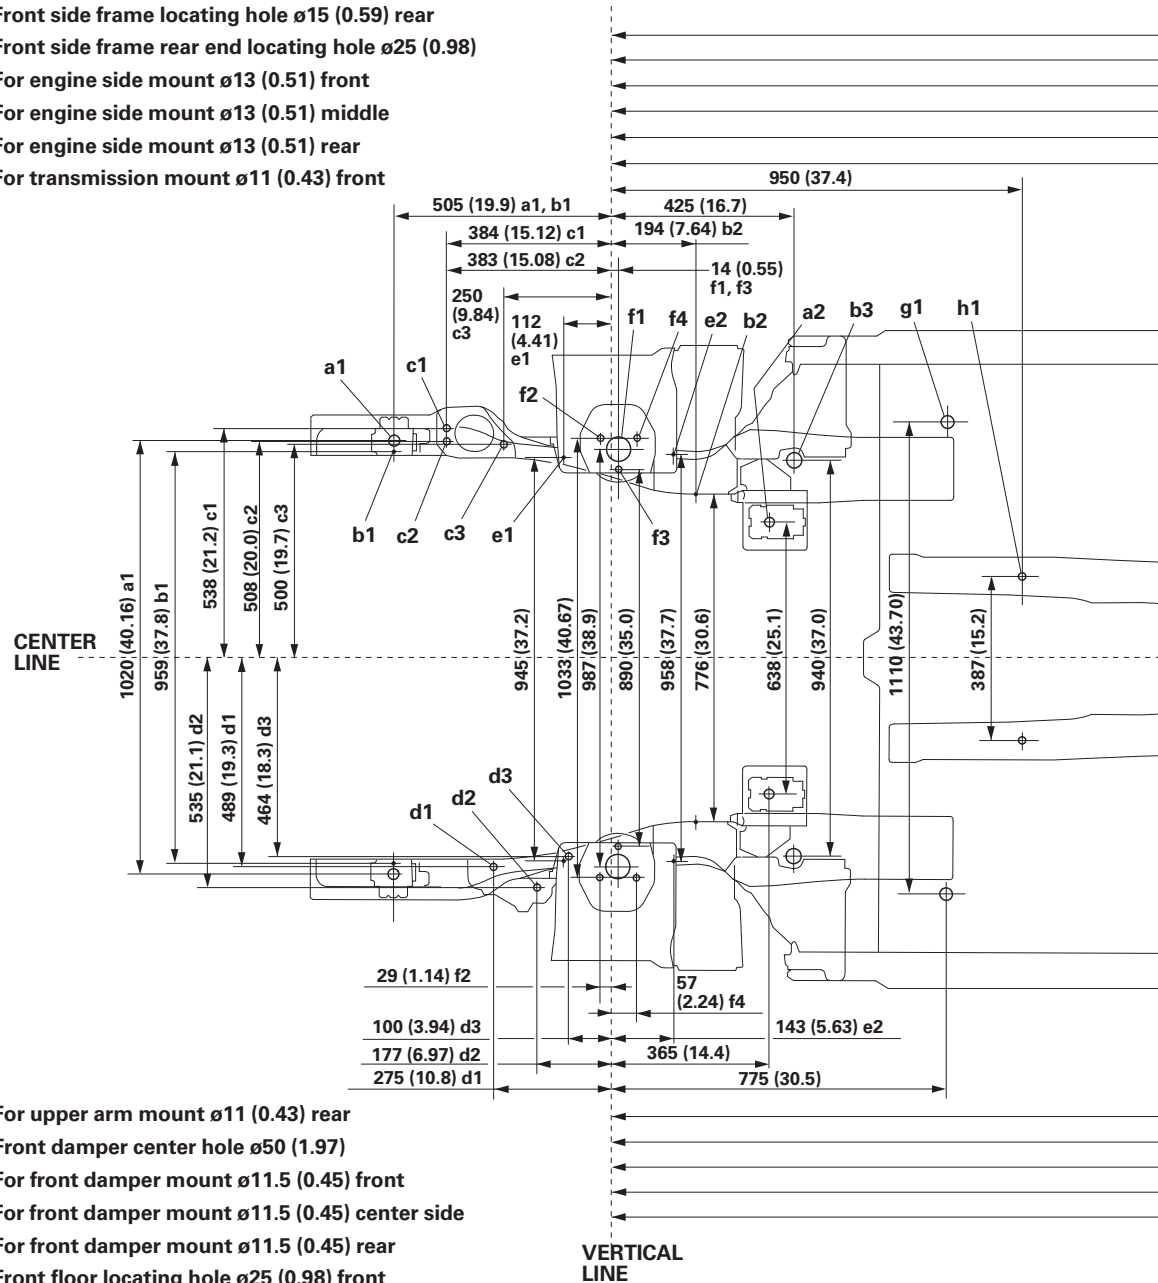 Front side frame locating hole ø15 (0.59) rear
Front side frame rear end locating hole ø25 (0.98)
For engine side mount ø13 (0.51) front
For engine side mount ø13 (0.51) middle
For engine side mount ø13 (0.51) rear
For transmission mount ø11 (0.43) front
950 (37.4)
505 (19.9) a1, b1
425 (16.7)
384 (15.12) c1
194 (7.64) b2
383 (15.08) c2
14 (0.55)
f1, f3
250
(9.84)
c3
112
(4.41)
e1
f1
f4
e2
b2
a2
b3
g1
h1
a1
c1
f2
b1
c2
c3
e1
f3
538 (21.2) c1
508 (20.0) c2
500 (19.7) c3
1020 (40.16) a1
959 (37.8) b1
945 (37.2)
1033 (40.67)
987 (38.9)
890 (35.0)
958 (37.7)
776 (30.6)
638 (25.1)
940 (37.0)
1110 (43.70)
387 (15.2)
CENTER
LINE
535 (21.1) d2
489 (19.3) d1
464 (18.3) d3
d3
d2
d1
29 (1.14) f2
57
(2.24) f4
100 (3.94) d3
143 (5.63) e2
177 (6.97) d2
365 (14.4)
275 (10.8) d1
775 (30.5)
For upper arm mount ø11 (0.43) rear
Front damper center hole ø50 (1.97)
For front damper mount ø11.5 (0.45) front
For front damper mount ø11.5 (0.45) center side
For front damper mount ø11.5 (0.45) rear
Front floor locating hole ø25 (0.98) front
VERTICAL
LINE